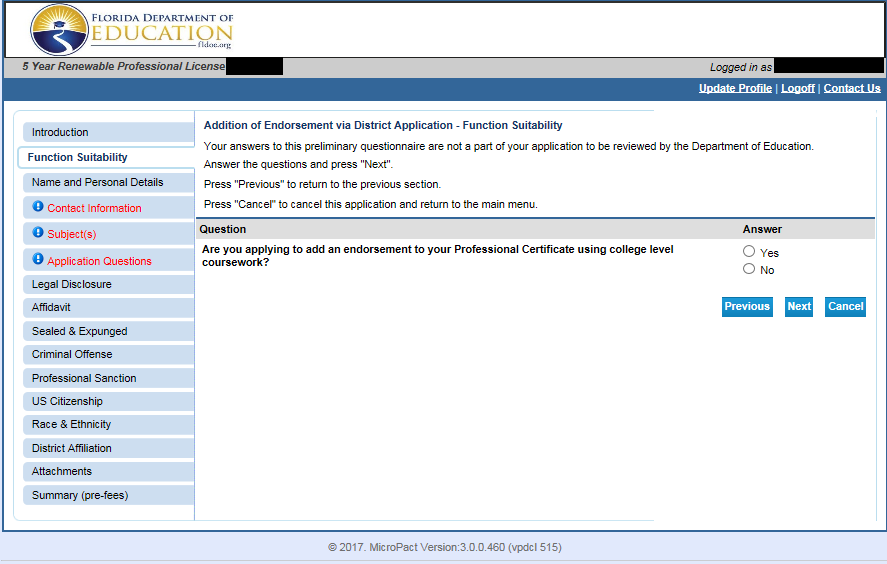 FLORIDA DEPARTMENT OF
EDUCATION
fldoe.org
5 Year Renewable Professional License
Logged in as
Update Profile | Logoff | Contact Us
Introduction
Function Suitability
Name and Personal Details
Contact Information
Subject(s)
Application Questions
Legal Disclosure
Affidavit
Sealed & Expunged
Criminal Offense
Professional Sanction
US Citizenship
Race & Ethnicity
District Affiliation
Attachments
Summary (pre-fees)
Addition of Endorsement via District Application - Function Suitability
Your answers to this preliminary questionnaire are not a part of your application to be reviewed by the Department of Education.
Answer the questions and press "Next".
Press "Previous" to return to the previous section.
Press "Cancel" to cancel this application and return to the main menu.
Question Answer
Are you applying to add an endorsement to your Professional Certificate using college level
coursework?
Yes
No
Previous Next Cancel
© 2017. MicroPact Version:3.0.0.460 (vpdcl 515)